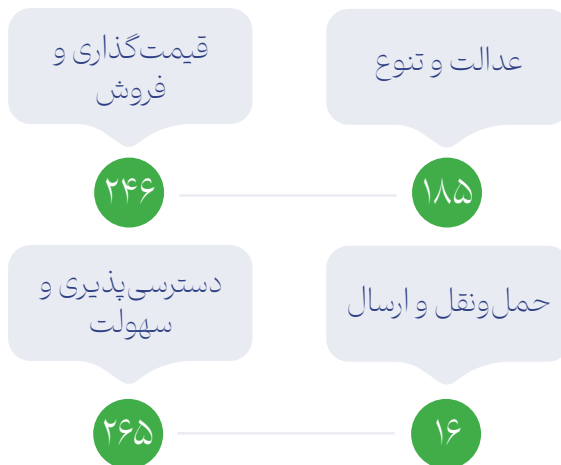 عدالت و تنوع
۱۸۵
قیمت‌گذاری و
فروش
۲۴۶
حمل‌ونقل و ارسال
۱۶
دسترسی‌پذیری و
سهولت
۲۶۵